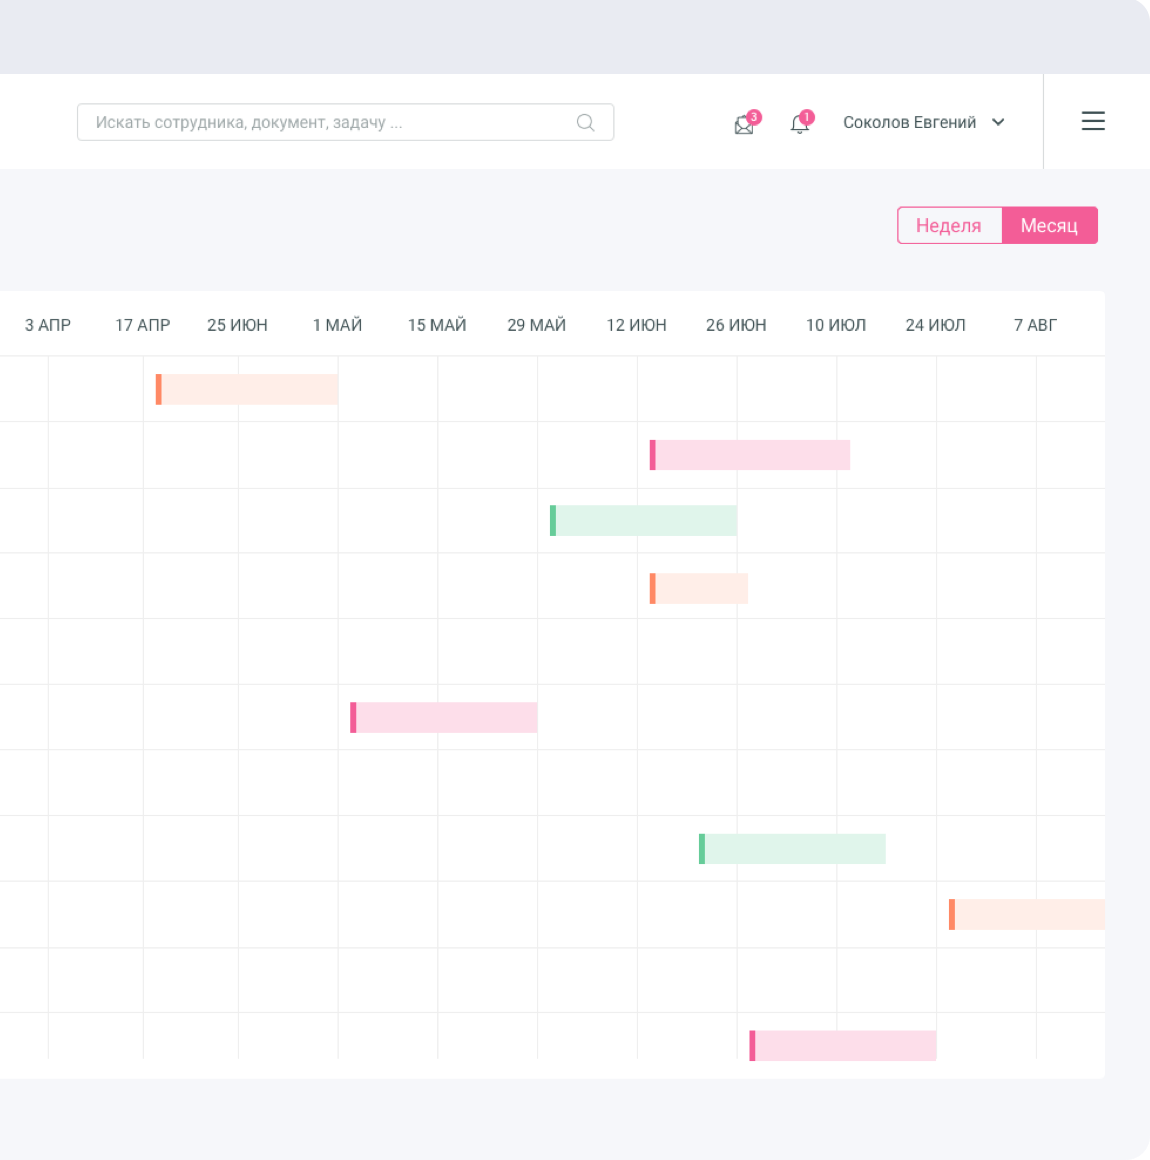 Искать сотрудника, документ, задачу ...
3
1
Соколов Евгений
Неделя
Месяц
3 АПР 17 АПР 25 ИЮН 1 МАЙ 15 МАЙ 29 МАЙ 12 ИЮН 26 ИЮН 10 ИЮЛ 24 ИЮЛ 7 АВГ